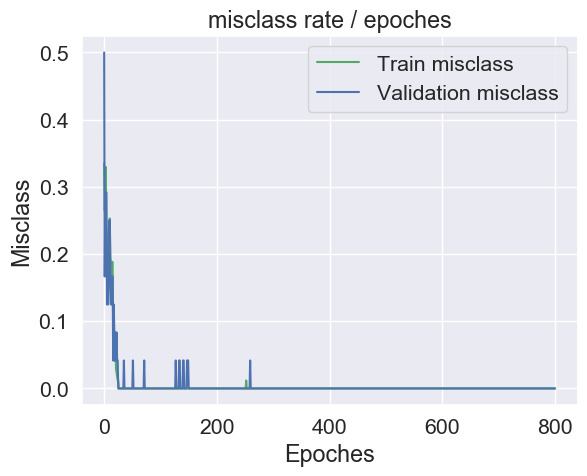 misclass rate / epoches
Train misclass
Validation misclass
0.5
0.4
0.3
0.2
0.1
0.0
Misclass
0
200
400
600
800
Epoches